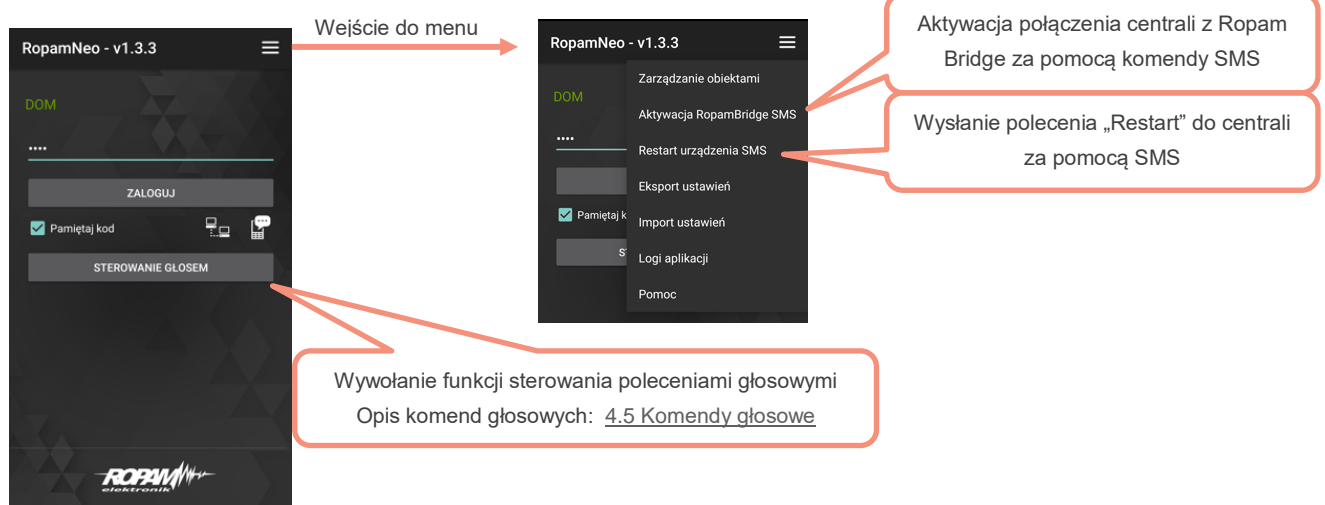 RopamNeo - v1.3.3
DOM
••••
ZALOGUJ
Pamiętaj kod
STEROWANIE GŁOSEM
ROPAM
elektronik
Wejście do menu
RopamNeo - v1.3.3
DOM
••••
Pamiętaj k
S
Zarządzanie obiektami
Aktywacja RopamBridge SMS
Restart urządzenia SMS
Eksport ustawień
Import ustawień
Logi aplikacji
Pomoc
Aktywacja połączenia centrali z Ropam
Bridge za pomocą komendy SMS
Wysłanie polecenia „Restart” do centrali
za pomocą SMS
Wywołanie funkcji sterowania poleceniami głosowymi
Opis komend głosowych: 4.5 Komendy głosowe